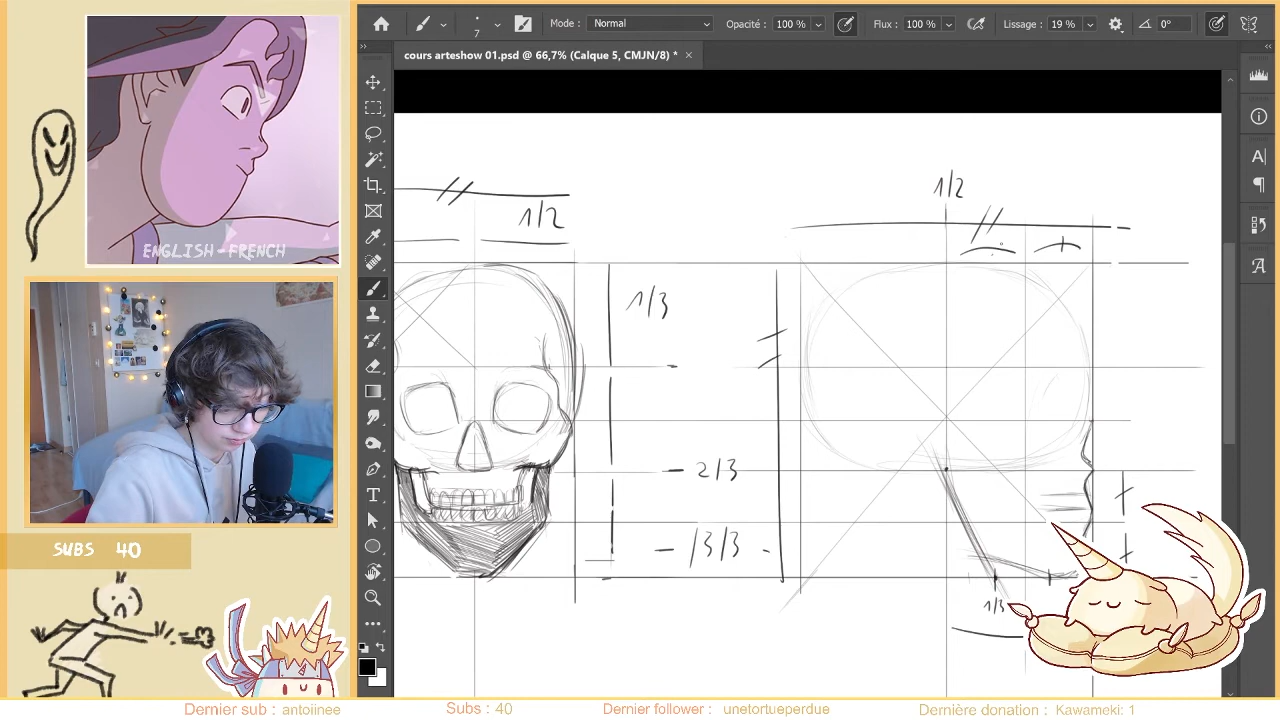 Mode : Normal Opacité : 100 % Flux : 100 % Lissage : 19 % 0°
7
cours arteshow 01.psd @ 66,7% (Calque 5, CMJN/8) * ×
ENGLISH-FRENCH
1/2
1/2
1/3
2/3
3/3
1/3
SUBS 40
Dernier sub : antoiinee
Subs : 40
Dernier follower : unetortueperdue
Dernière donation : Kawameki: 1